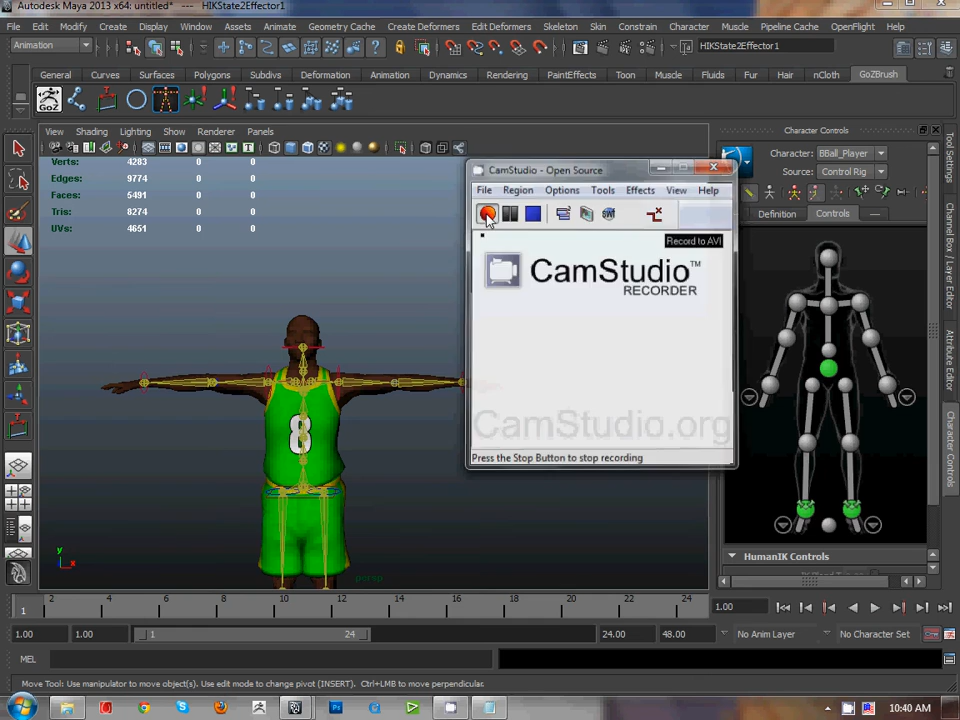 Autodesk Maya 2013 x64: untitled* --- HIKState2Effector1
File Edit Modify Create Display Window Assets Animate Geometry Cache Create Deformers Edit Deformers Skeleton Skin Constrain Character Muscle Pipeline Cache OpenFlight Help
Animation
HIKState2Effector1
General Curves Surfaces Polygons Subdivs Deformation Animation Dynamics Rendering PaintEffects Toon Muscle Fluids Fur Hair nCloth GoZBrush
GoZ
View Shading Lighting Show Renderer Panels
Character Controls
Verts: 4283 0 0
Edges: 9774 0 0
Faces: 5491 0 0
Tris: 8274 0 0
UVs: 4651 0 0
Character: BBall_Player
Source: Control Rig
Definition Controls
CamStudio - Open Source
File Region Options Tools Effects View Help
Record to AVI
CamStudio™
RECORDER
CamStudio.org
Press the Stop Button to stop recording
8
Tool Settings
Channel Box / Layer Editor
Attribute Editor
Character Controls
HumanIK Controls
y
x
persp
1 2 4 6 8 10 12 14 16 18 20 22 24
1.00
1.00 1.00 1 24 24.00 48.00 No Anim Layer No Character Set
MEL
Move Tool: Use manipulator to move object(s). Use edit mode to change pivot (INSERT). Ctrl+LMB to move perpendicular.
10:40 AM